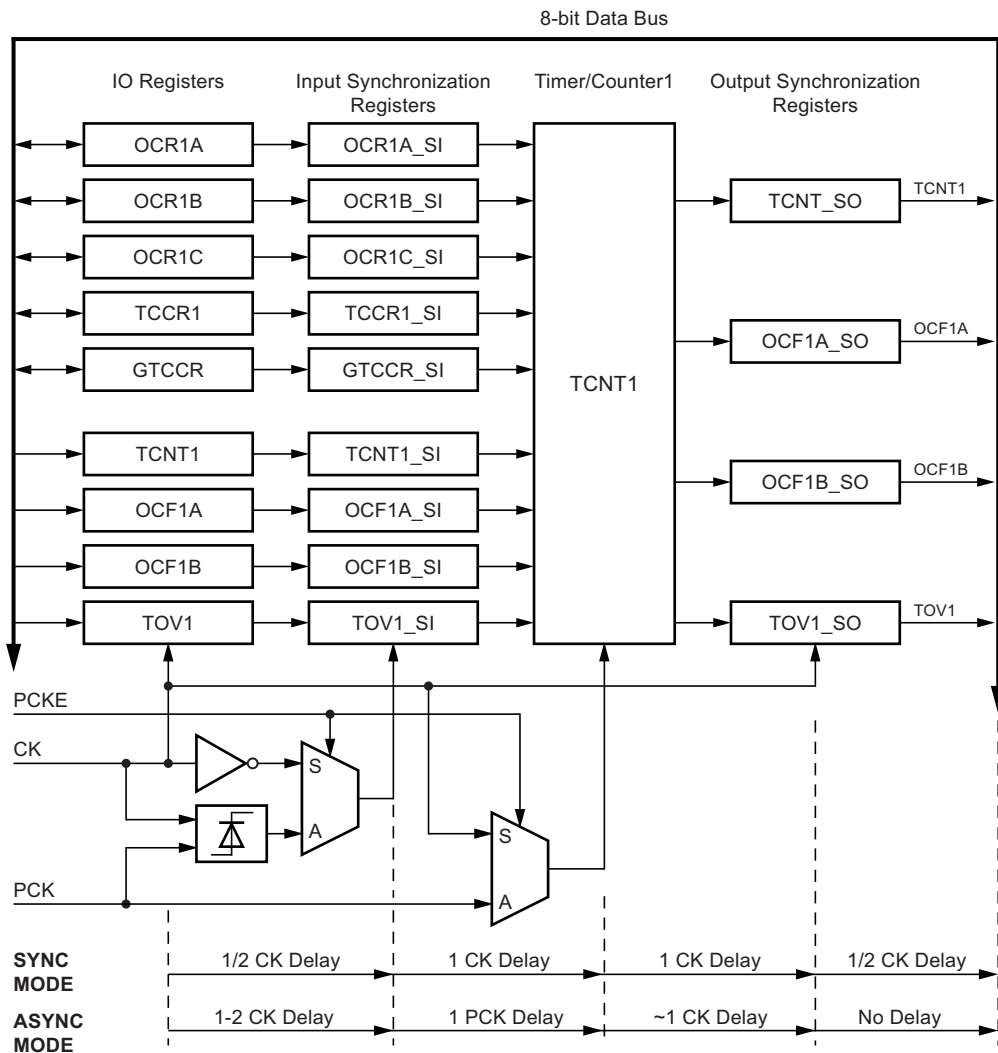 8-bit Data Bus
IO Registers
Input Synchronization
Registers
Timer/Counter1
Output Synchronization
Registers
OCR1A
OCR1A_SI
OCR1B
OCR1B_SI
TCNT_SO
TCNT1
OCR1C
OCR1C_SI
TCCR1
TCCR1_SI
OCF1A_SO
OCF1A
GTCCR
GTCCR_SI
TCNT1
TCNT1
TCNT1_SI
OCF1B_SO
OCF1B
OCF1A
OCF1A_SI
OCF1B
OCF1B_SI
TOV1
TOV1_SI
TOV1_SO
TOV1
PCKE
CK
S
A
S
A
PCK
SYNC
MODE
1/2 CK Delay
1 CK Delay
1 CK Delay
1/2 CK Delay
ASYNC
MODE
1-2 CK Delay
1 PCK Delay
~1 CK Delay
No Delay